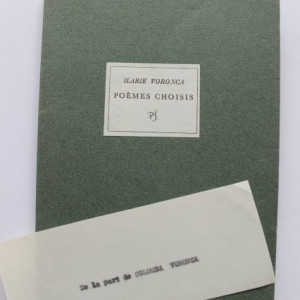 ILARIE VORONCA
POÈMES CHOISIS
PS
De la part de COLOMBA VORONCA